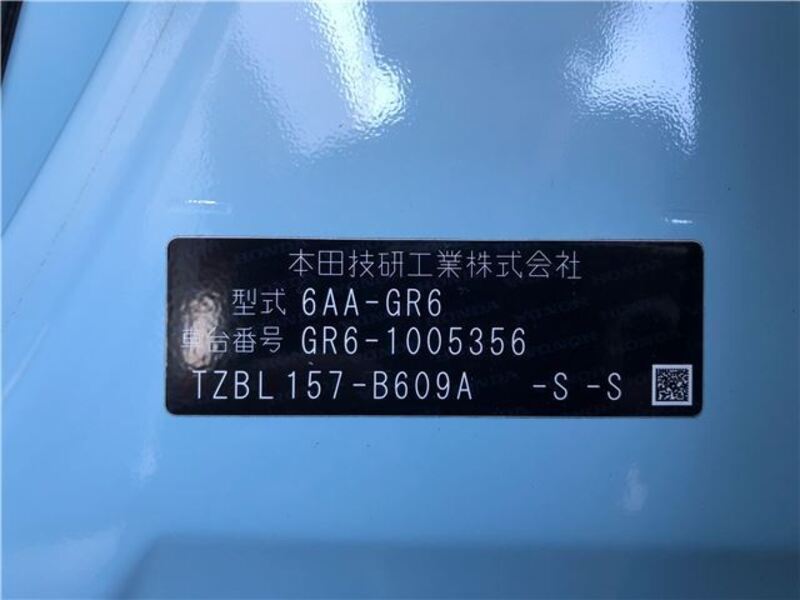 本田技研工業株式会社
型式 6AA-GR6
車台番号 GR6-1005356
TZBL157-B609A -S -S